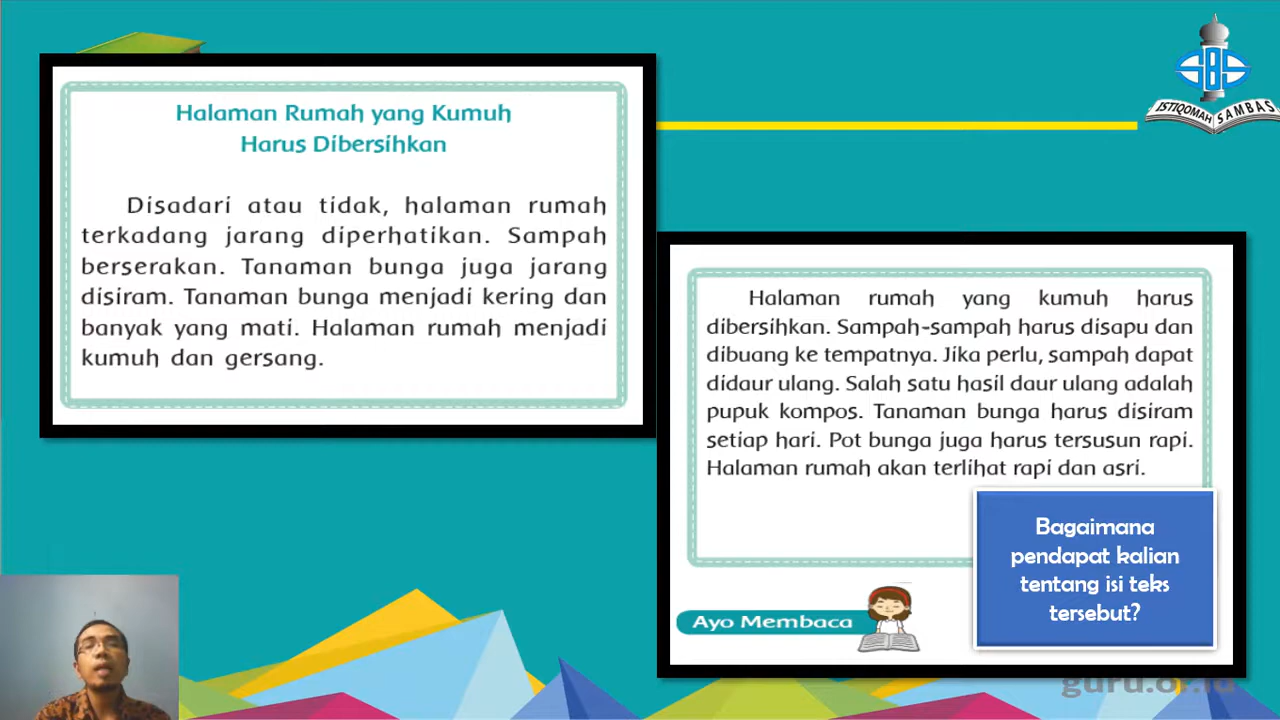 Halaman Rumah yang Kumuh
Harus Dibersihkan
Disadari atau tidak, halaman rumah
terkadang jarang diperhatikan. Sampah
berserakan. Tanaman bunga juga jarang
disiram. Tanaman bunga menjadi kering dan
banyak yang mati. Halaman rumah menjadi
kumuh dan gersang.
SBS
ISTIQOMAH SAMBAS
Halaman rumah yang kumuh harus
dibersihkan. Sampah-sampah harus disapu dan
dibuang ke tempatnya. Jika perlu, sampah dapat
didaur ulang. Salah satu hasil daur ulang adalah
pupuk kompos. Tanaman bunga harus disiram
setiap hari. Pot bunga juga harus tersusun rapi.
Halaman rumah akan terlihat rapi dan asri.
Bagaimana
pendapat kalian
tentang isi teks
tersebut?
Ayo Membaca
guru.or.id